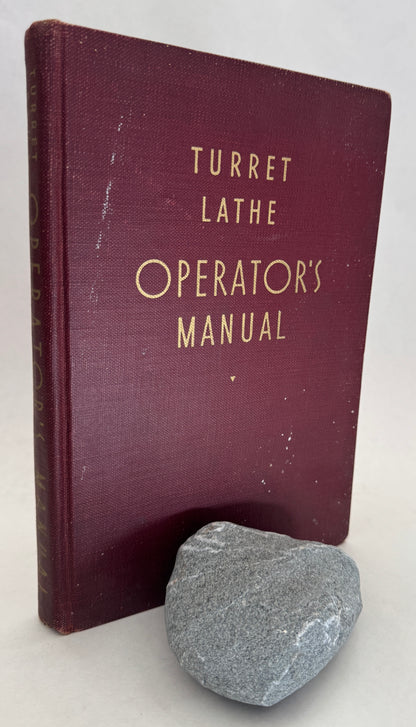 TURRET OPERATOR'S MANUAL
TURRET
LATHE
OPERATOR'S
MANUAL